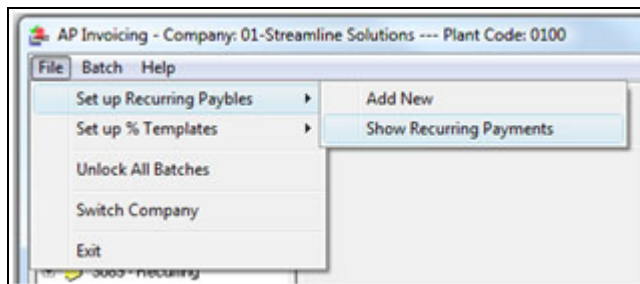 AP Invoicing - Company: 01-Streamline Solutions --- Plant Code: 0100
File Batch Help
Set up Recurring Paybles Add New
Set up % Templates Show Recurring Payments
Unlock All Batches
Switch Company
Exit
Recurring